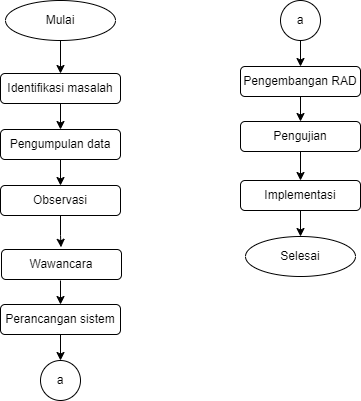 Mulai
Identifikasi masalah
Pengumpulan data
Observasi
Wawancara
Perancangan sistem
a
a
Pengembangan RAD
Pengujian
Implementasi
Selesai